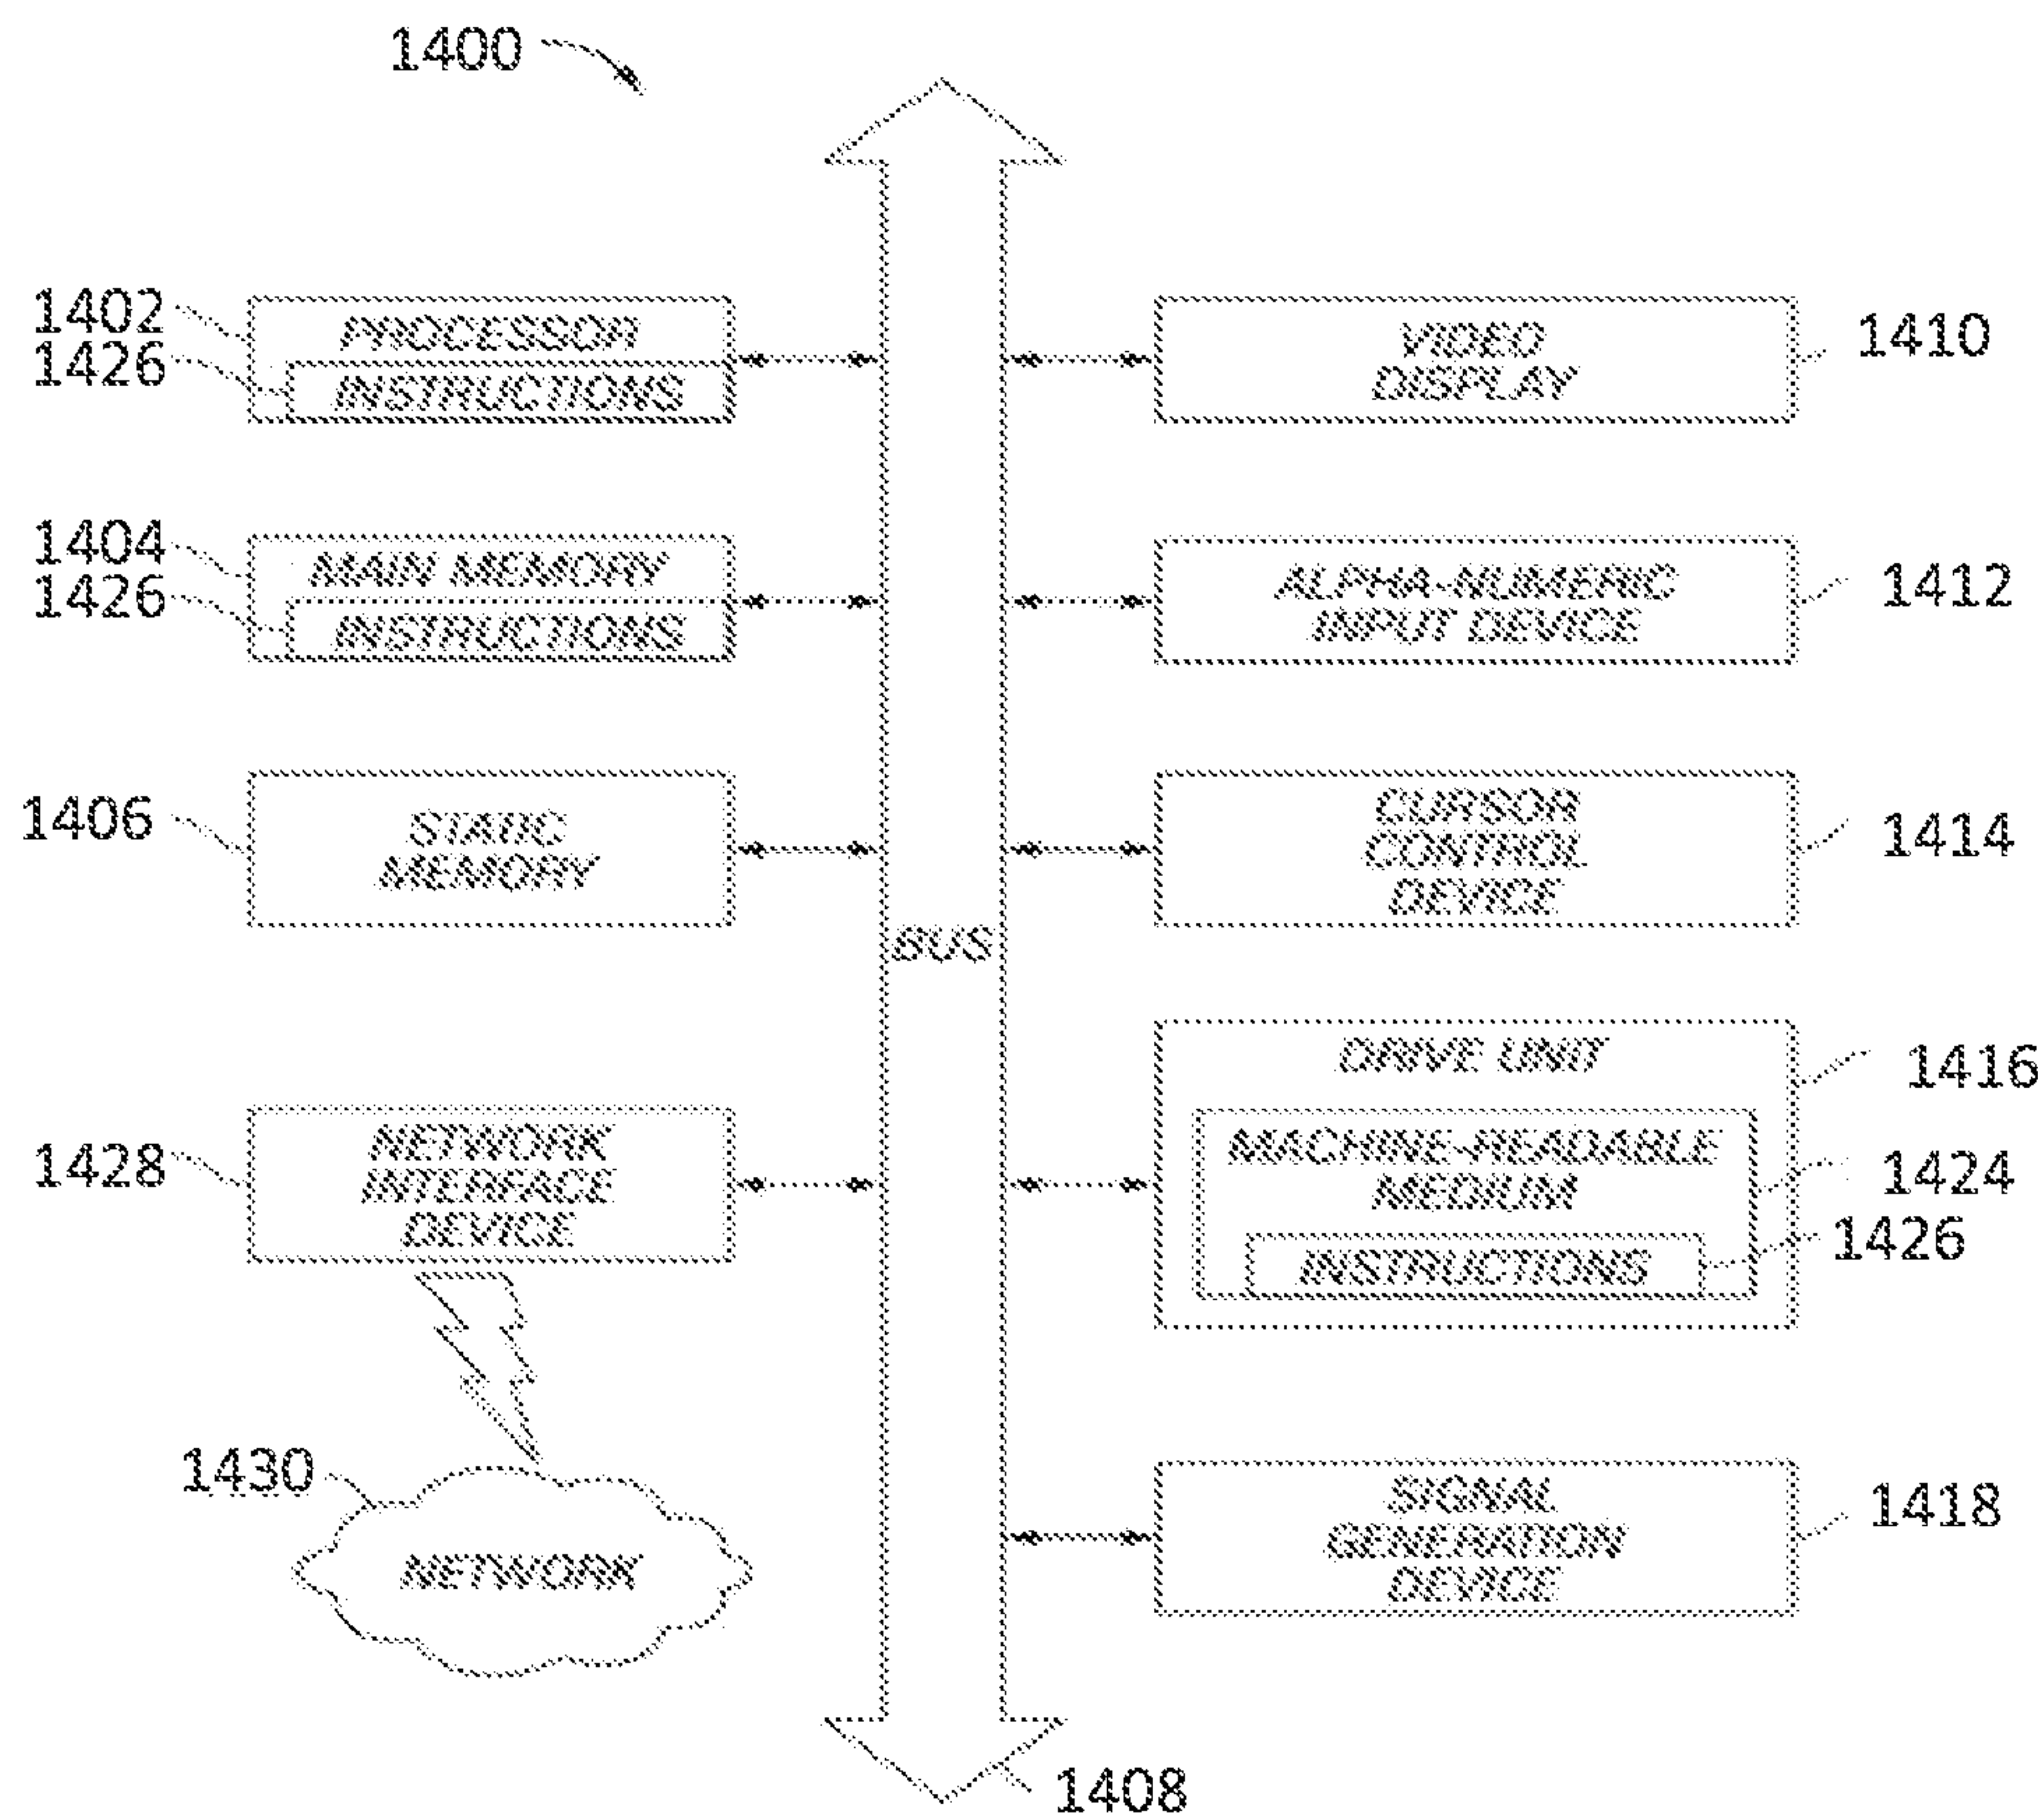 1400
1402
PROCESSOR
1426
INSTRUCTIONS
1404
MAIN MEMORY
1426
INSTRUCTIONS
1406
STATIC
MEMORY
1428
NETWORK
INTERFACE
DEVICE
1430
NETWORK
BUS
1408
VIDEO
DISPLAY
1410
ALPHA-NUMERIC
INPUT DEVICE
1412
CURSOR
CONTROL
DEVICE
1414
DRIVE UNIT
1416
MACHINE-READABLE
MEDIUM
1424
INSTRUCTIONS
1426
SIGNAL
GENERATION
DEVICE
1418